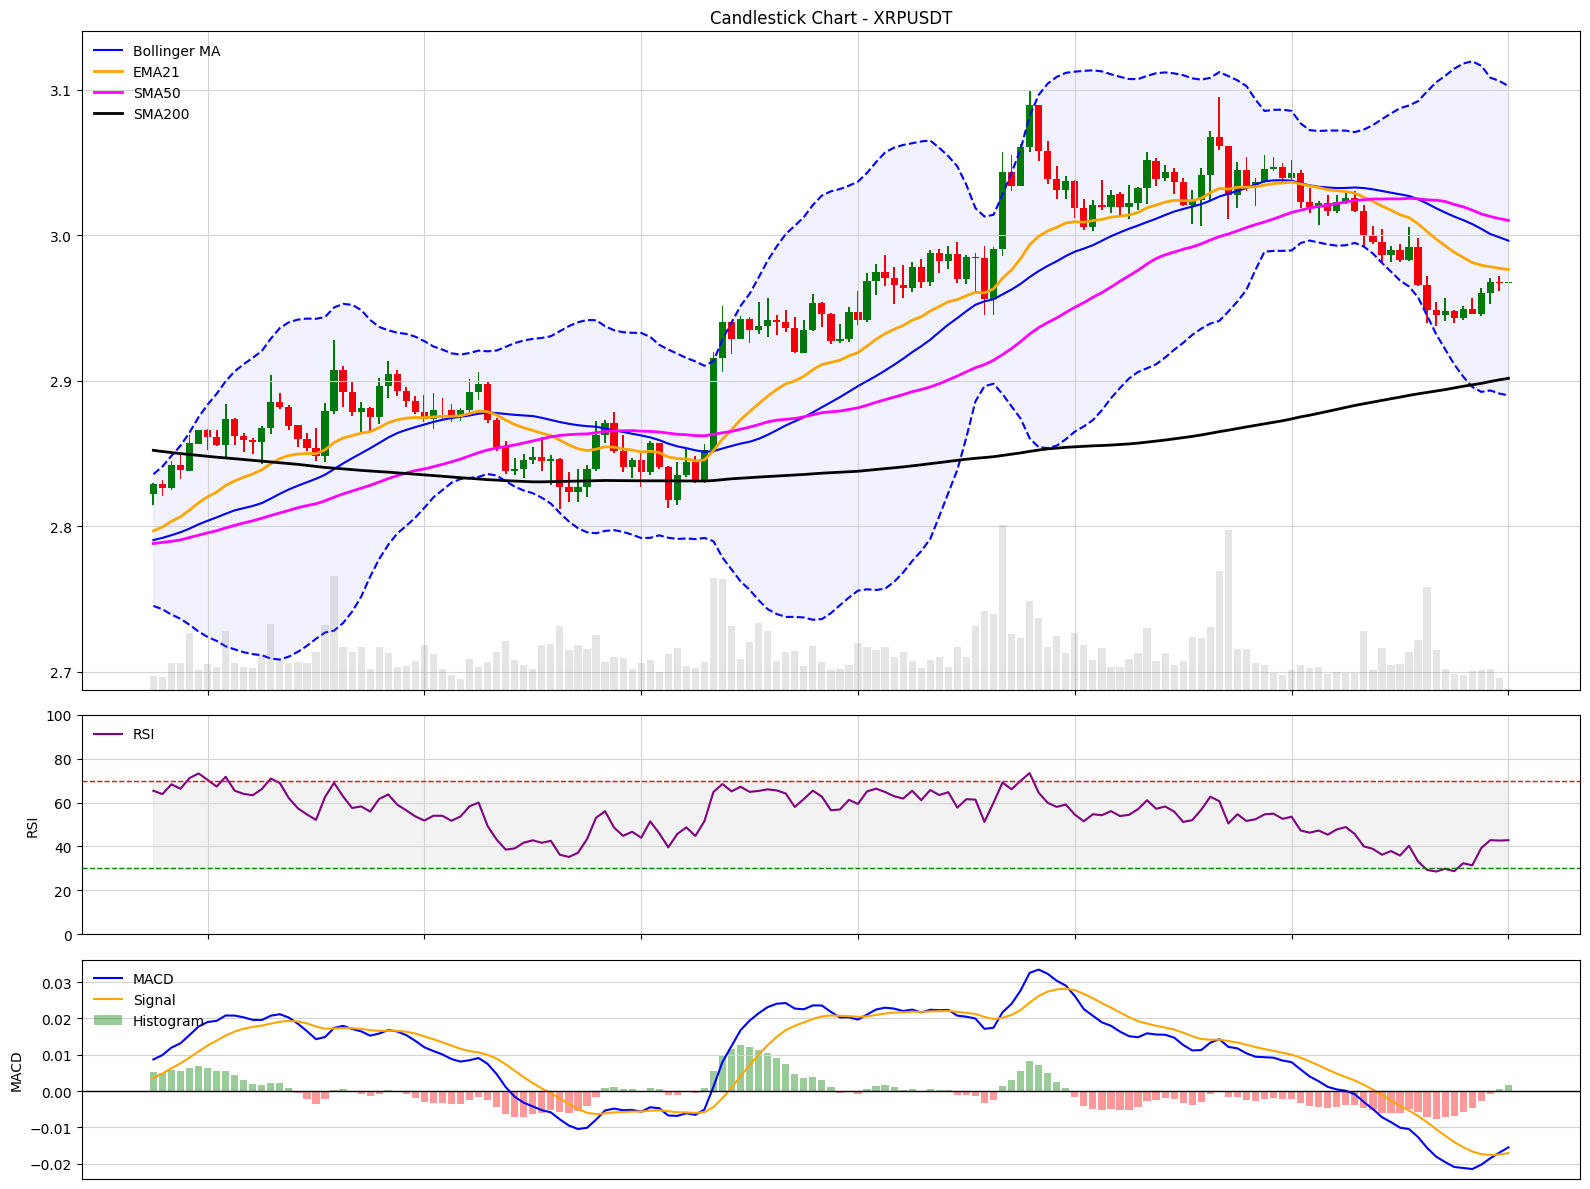 Candlestick Chart - XRPUSDT
Bollinger MA
EMA21
SMA50
SMA200
3.1
3.0
2.9
2.8
2.7
RSI
100
80
60
40
20
0
RSI
MACD
Signal
Histogram
0.03
0.02
0.01
0.00
−0.01
−0.02
MACD